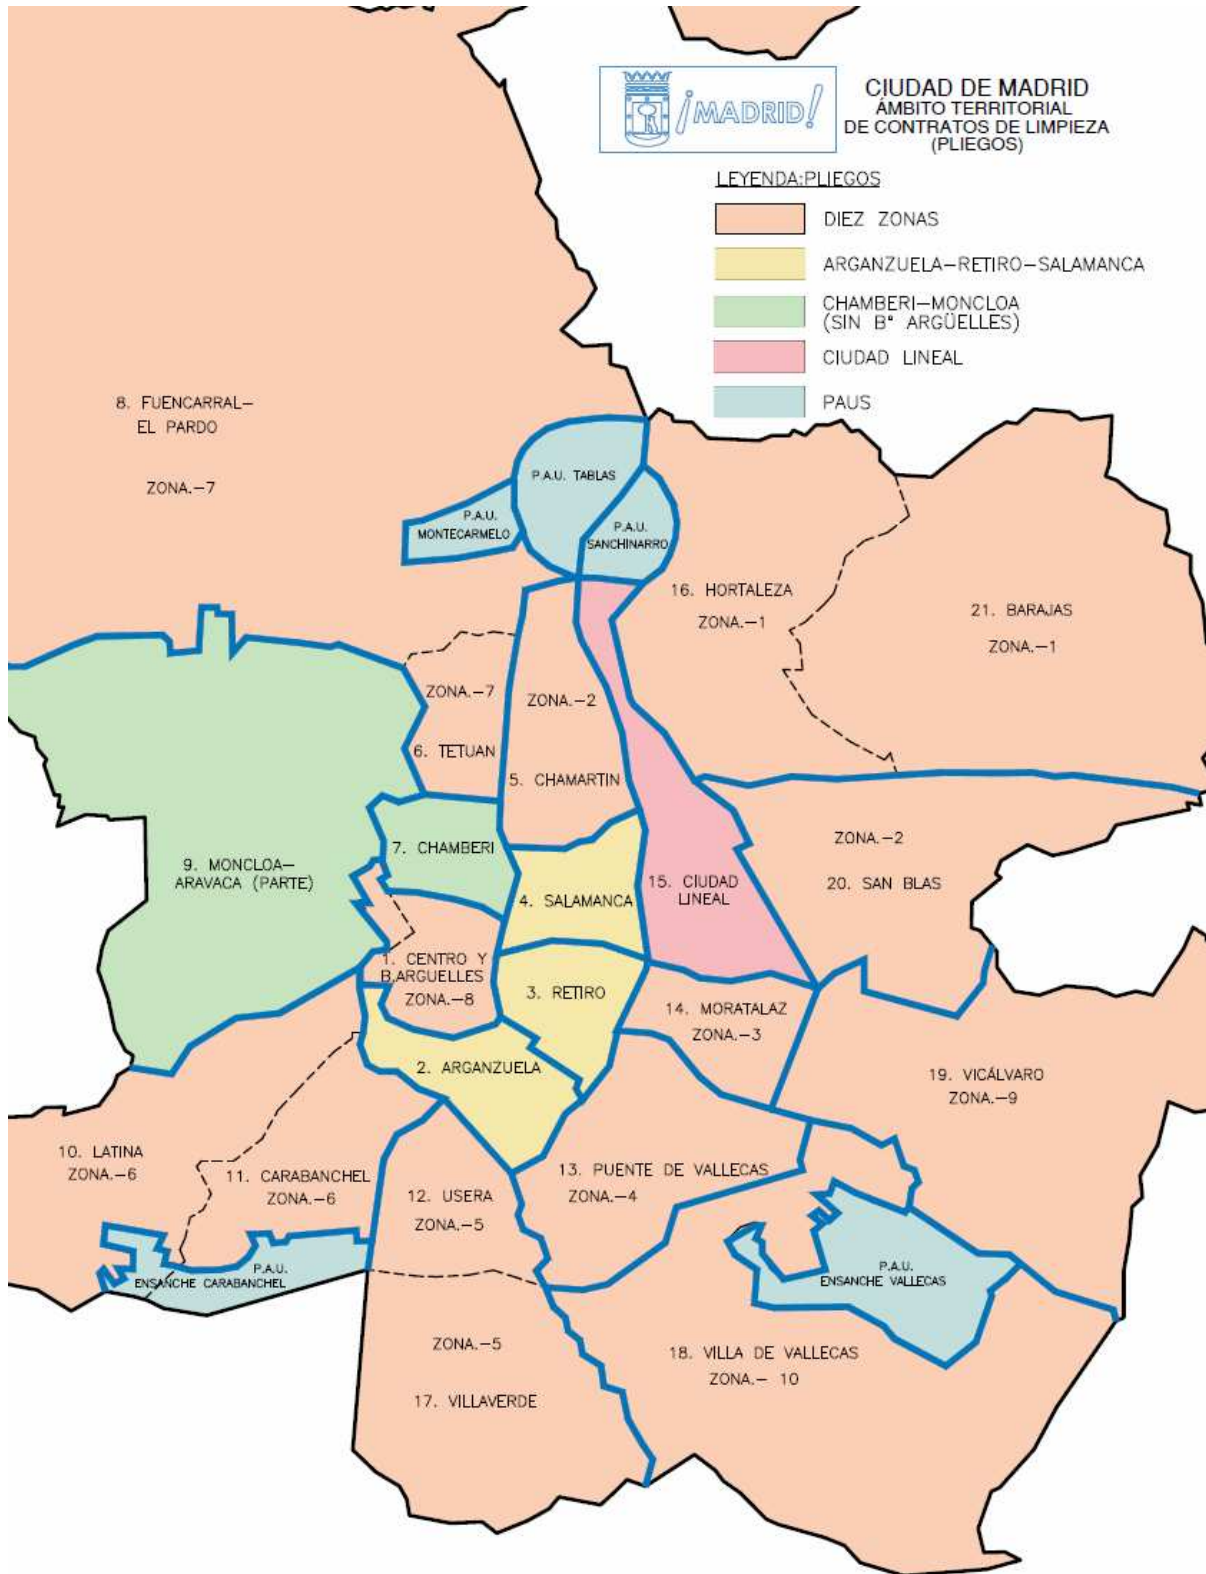 ¡MADRID!
CIUDAD DE MADRID
ÁMBITO TERRITORIAL
DE CONTRATOS DE LIMPIEZA
(PLIEGOS)
LEYENDA:PLIEGOS
DIEZ ZONAS
ARGANZUELA-RETIRO-SALAMANCA
CHAMBERI-MONCLOA
(SIN Bº ARGÜELLES)
CIUDAD LINEAL
PAUS
8. FUENCARRAL-
EL PARDO
ZONA.-7
P.A.U. TABLAS
P.A.U.
MONTECARMELO
P.A.U.
SANCHINARRO
16. HORTALEZA
ZONA.-1
21. BARAJAS
ZONA.-1
ZONA.-7
6. TETUAN
ZONA.-2
5. CHAMARTIN
7. CHAMBERI
9. MONCLOA-
ARAVACA (PARTE)
4. SALAMANCA
15. CIUDAD
LINEAL
ZONA.-2
20. SAN BLAS
1. CENTRO Y
B.ARGUELLES
ZONA.-8
3. RETIRO
14. MORATALAZ
ZONA.-3
2. ARGANZUELA
19. VICÁLVARO
ZONA.-9
10. LATINA
ZONA.-6
11. CARABANCHEL
ZONA.-6
12. USERA
ZONA.-5
13. PUENTE DE VALLECAS
ZONA.-4
P.A.U.
ENSANCHE CARABANCHEL
P.A.U.
ENSANCHE VALLECAS
ZONA.-5
17. VILLAVERDE
18. VILLA DE VALLECAS
ZONA.- 10